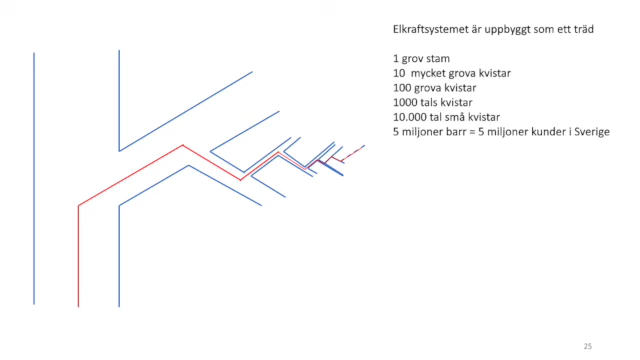 Elkraftsystemet är uppbyggt som ett träd
1 grov stam
10  mycket grova kvistar
100 grova kvistar
1000 tals kvistar
10.000 tal små kvistar
5 miljoner barr = 5 miljoner kunder i Sverige
25